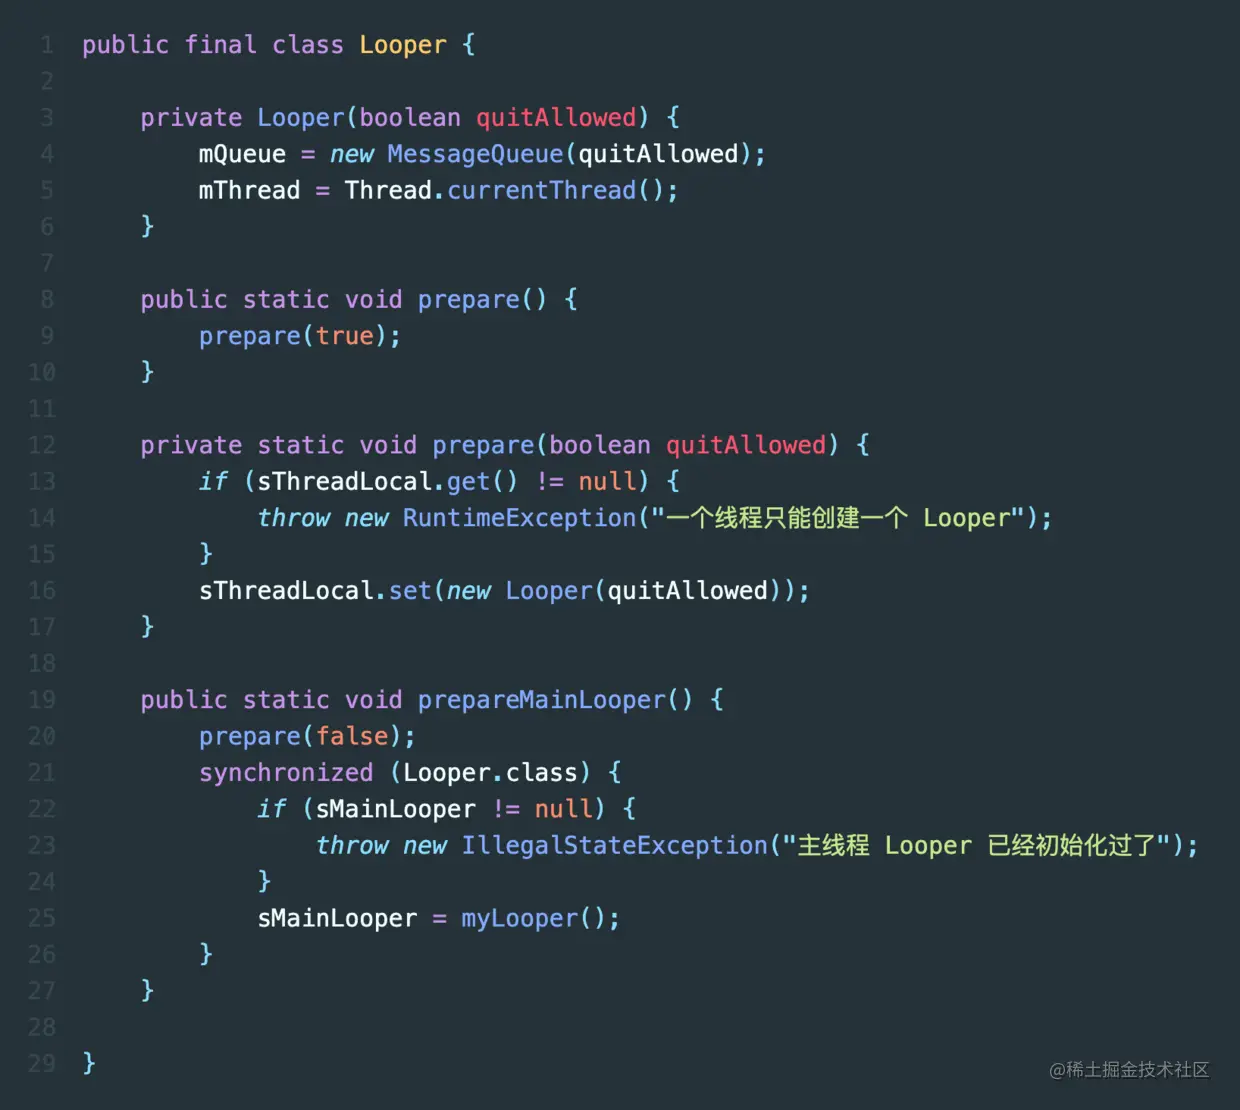 1 public final class Looper {
2
3     private Looper(boolean quitAllowed) {
4         mQueue = new MessageQueue(quitAllowed);
5         mThread = Thread.currentThread();
6     }
7
8     public static void prepare() {
9         prepare(true);
10     }
11
12     private static void prepare(boolean quitAllowed) {
13         if (sThreadLocal.get() != null) {
14             throw new RuntimeException("一个线程只能创建一个 Looper");
15         }
16         sThreadLocal.set(new Looper(quitAllowed));
17     }
18
19     public static void prepareMainLooper() {
20         prepare(false);
21         synchronized (Looper.class) {
22             if (sMainLooper != null) {
23                 throw new IllegalStateException("主线程 Looper 已经初始化过了");
24             }
25             sMainLooper = myLooper();
26         }
27     }
28
29 }
@稀土掘金技术社区